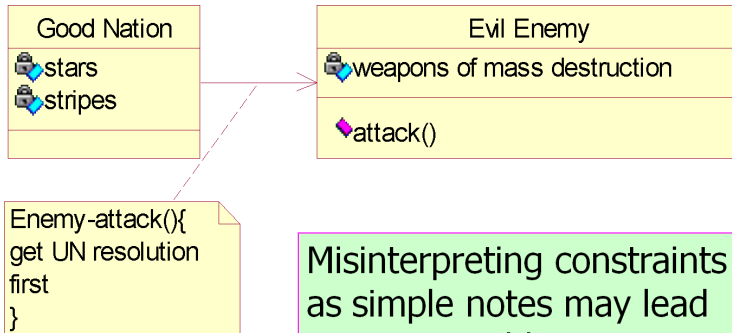 Good Nation
stars
stripes
Evil Enemy
weapons of mass destruction
attack()
Enemy-attack(){
get UN resolution
first
}
Misinterpreting constraints
as simple notes may lead